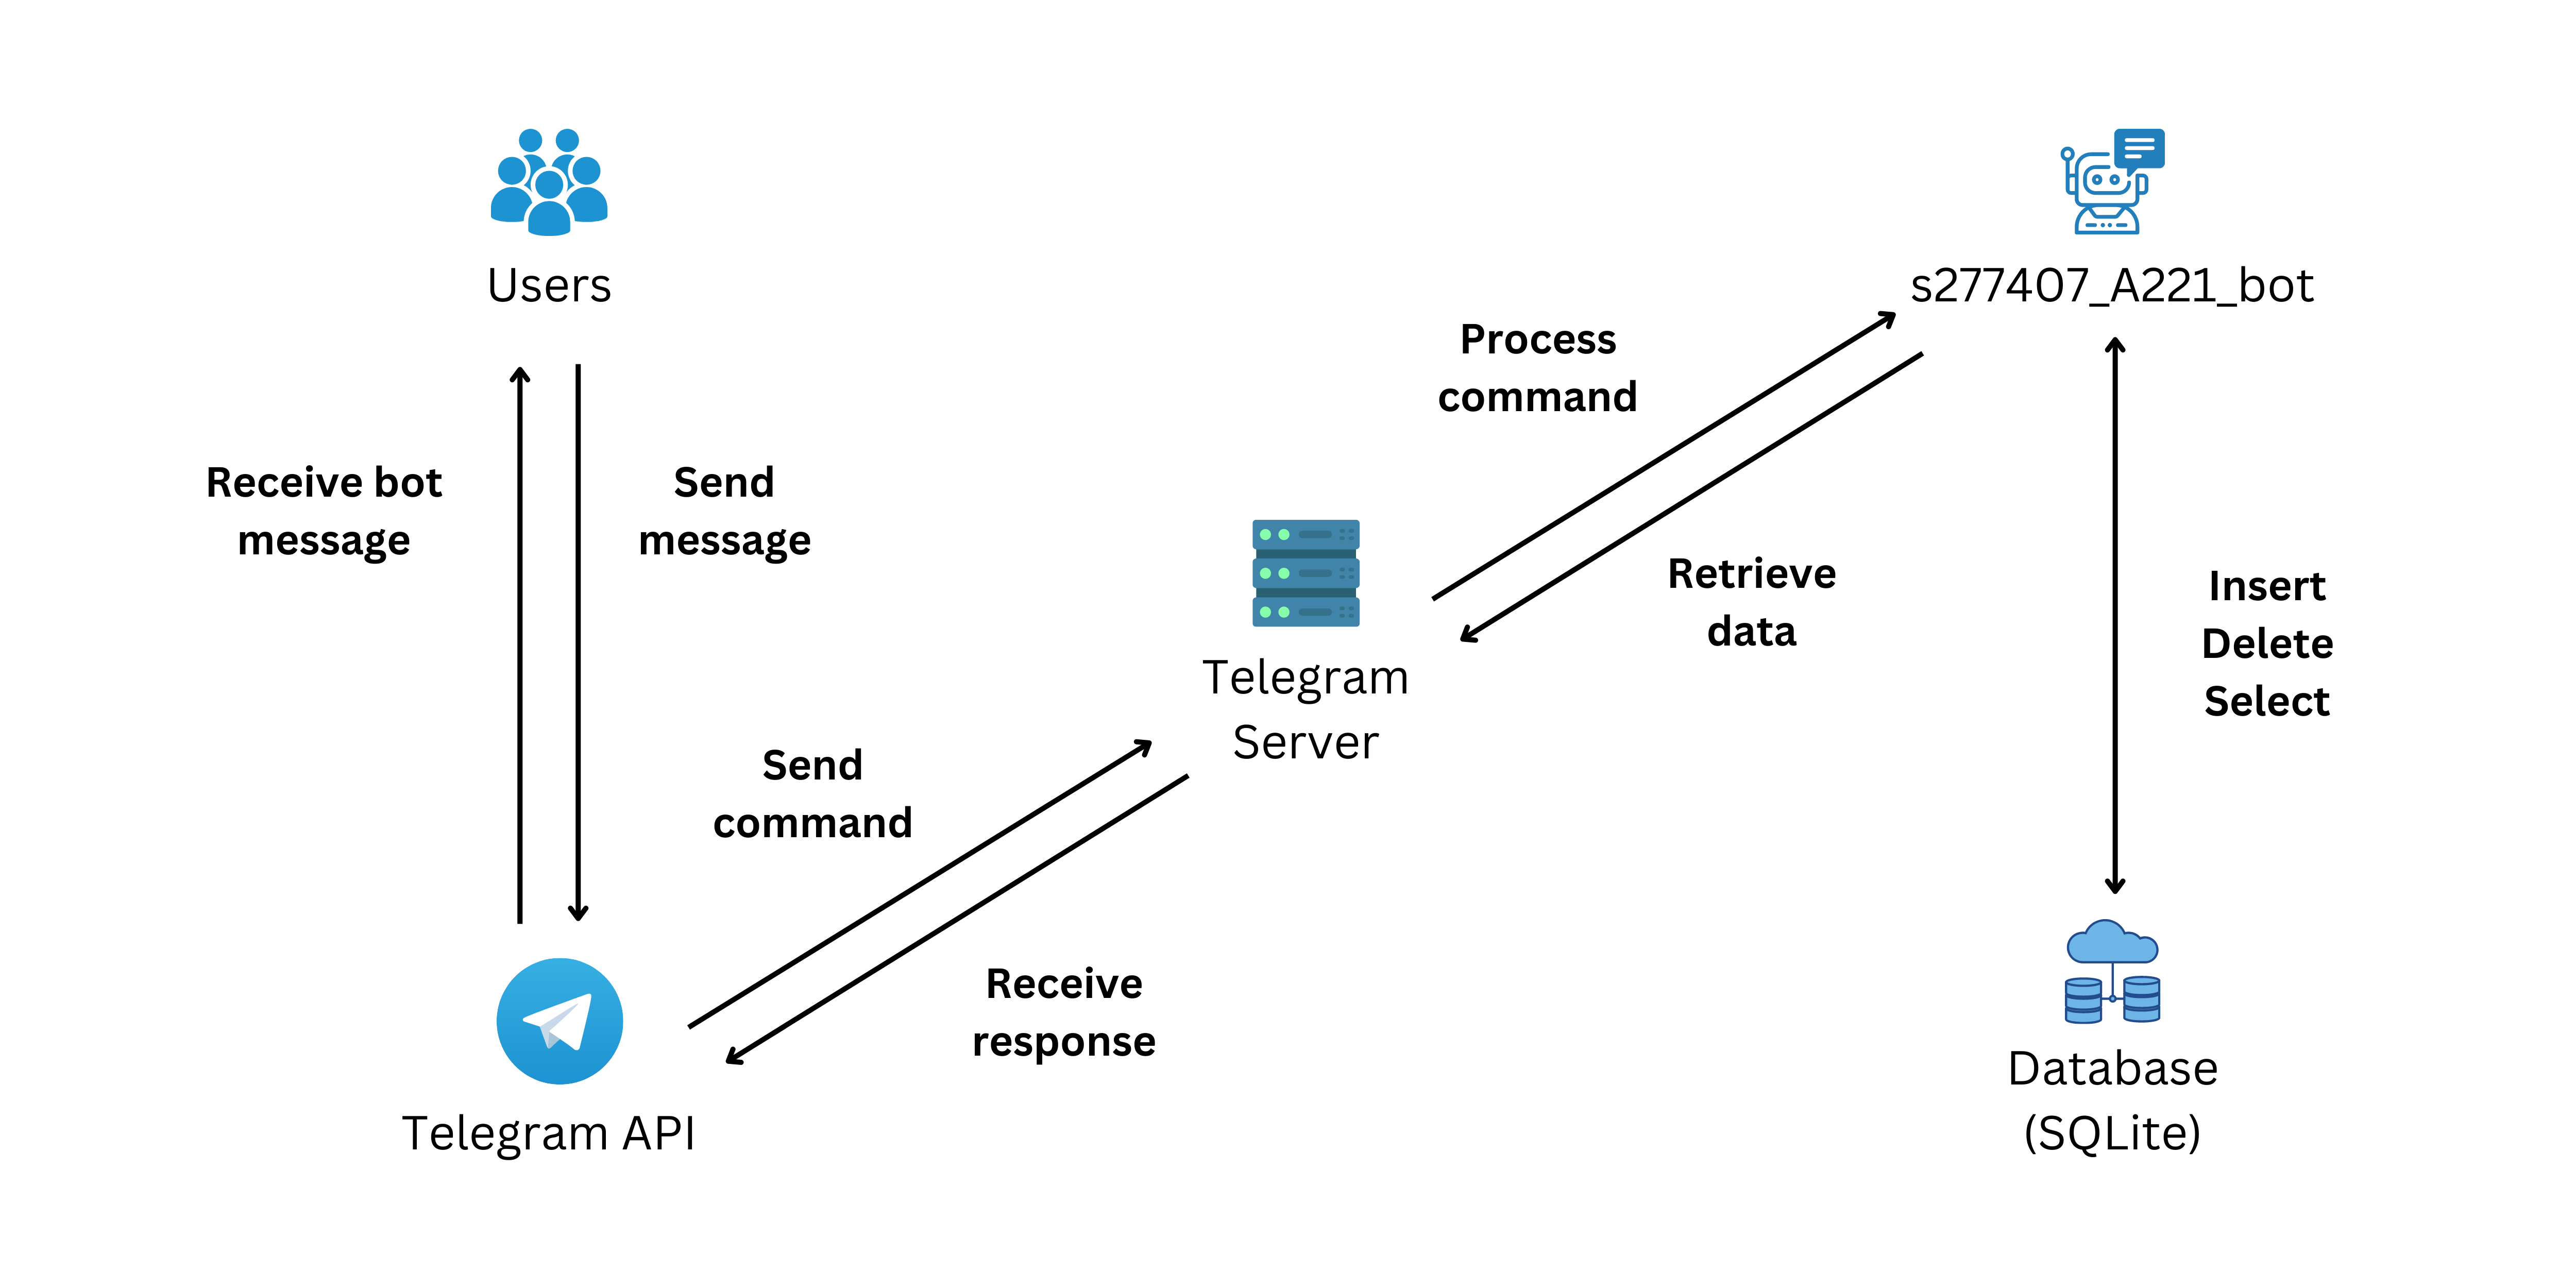 Users
s277407_A221_bot
Process
command
Receive bot
message
Send
message
Retrieve
data
Insert
Delete
Select
Telegram
Server
Send
command
Receive
response
Telegram API
Database
(SQLite)